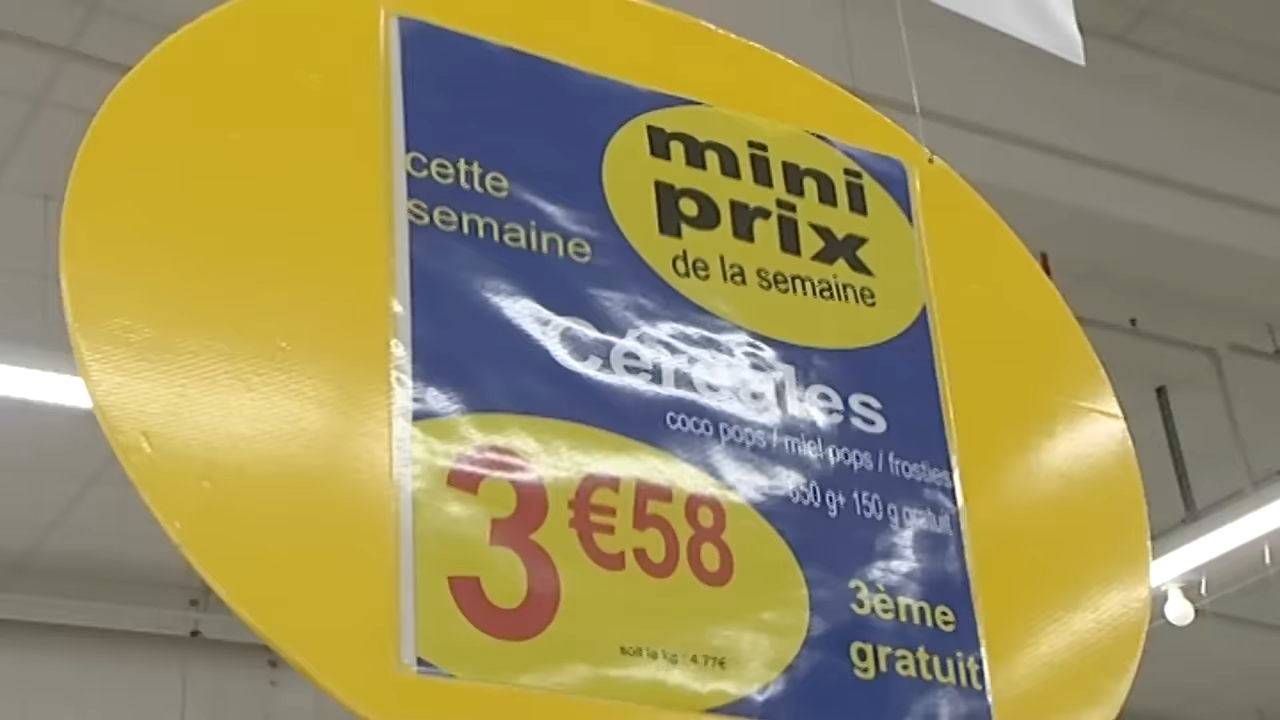 cette
semaine
mini
prix
de la semaine
Céréales
coco pops / miel pops / frosties
650 g+ 150 g gratuit
3€58
soit le kg : 4.77€
3ème
gratuit